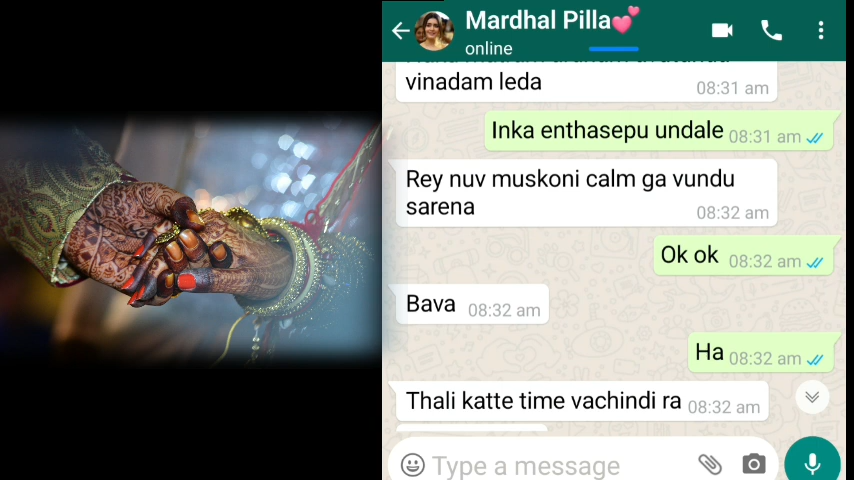 Mardhal Pilla💕
online
vinadam leda
08:31 am
Inka enthasepu undale 08:31 am
Rey nuv muskoni calm ga vundu
sarena
08:32 am
Ok ok 08:32 am
Bava 08:32 am
Ha 08:32 am
Thali katte time vachindi ra 08:32 am
Type a message